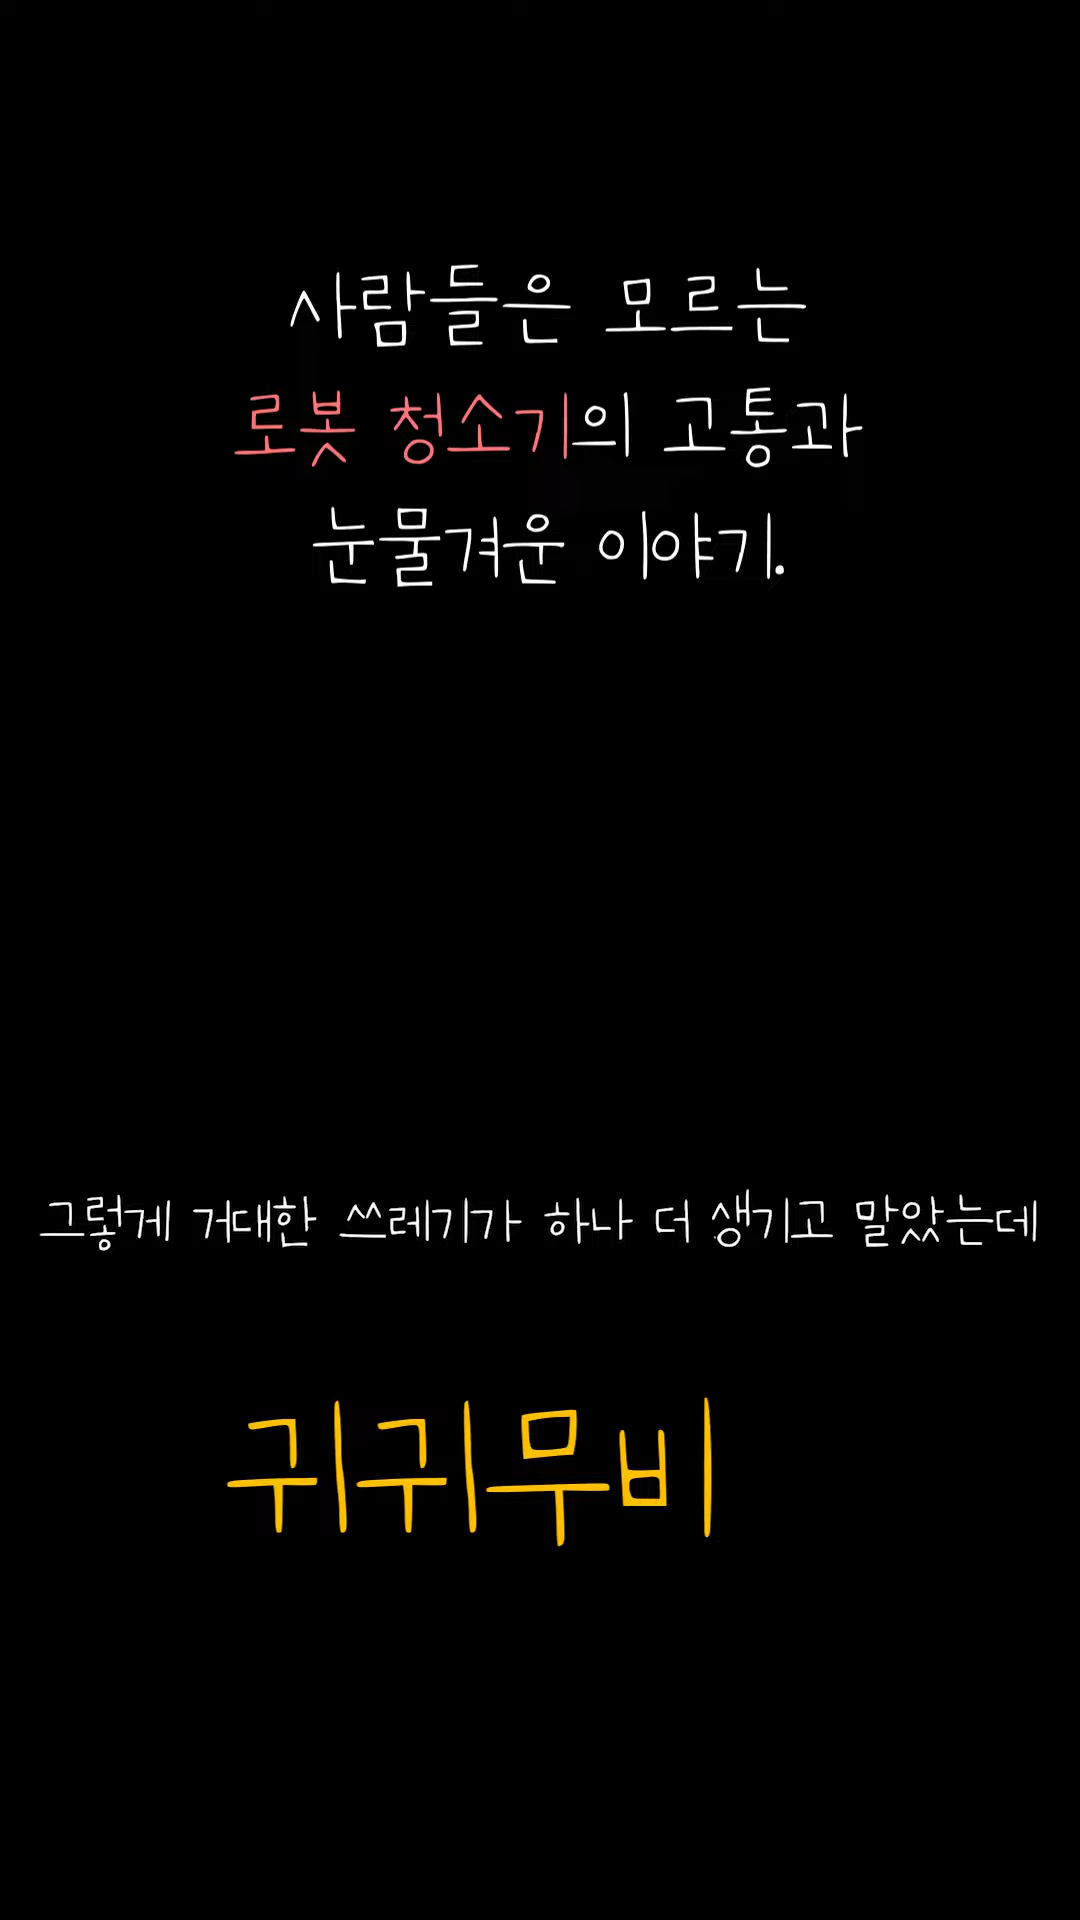 사람들은 모르는
로봇 청소기의 고통과
눈물겨운 이야기.
그렇게 거대한 쓰레기가 하나 더 생기고 말았는데
귀귀무비